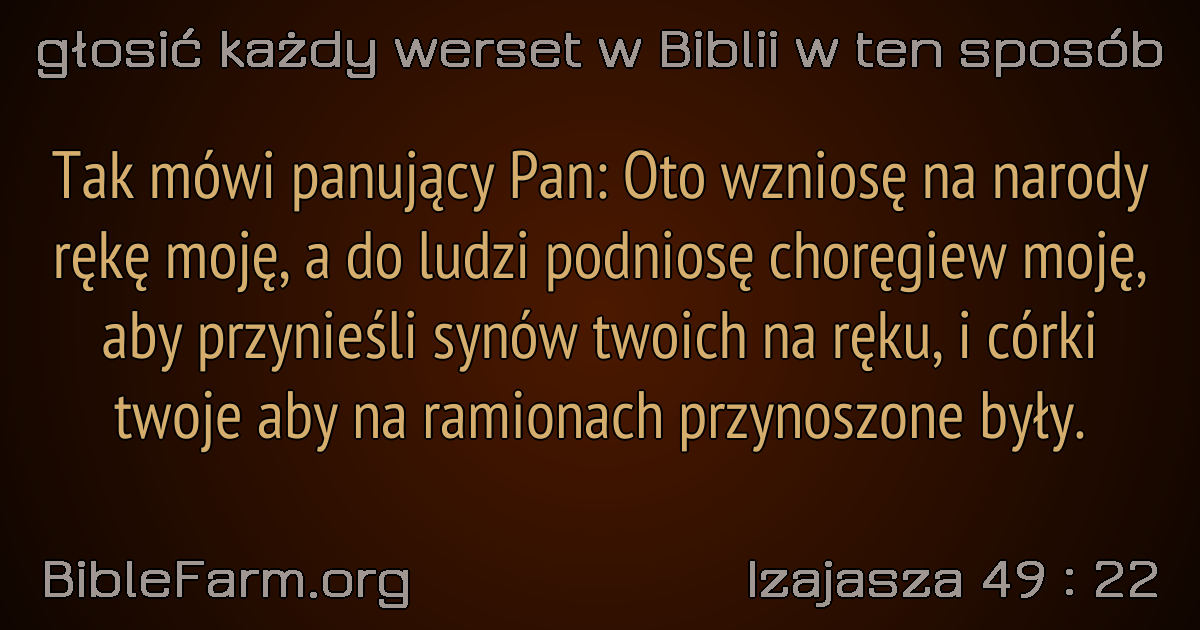 głosić każdy werset w Biblii w ten sposób
Tak mówi panujący Pan: Oto wzniosę na narody
rękę moję, a do ludzi podniosę choręgiew moję,
aby przynieśli synów twoich na ręku, i córki
twoje aby na ramionach przynoszone były.
BibleFarm.org
Izajasza 49 : 22